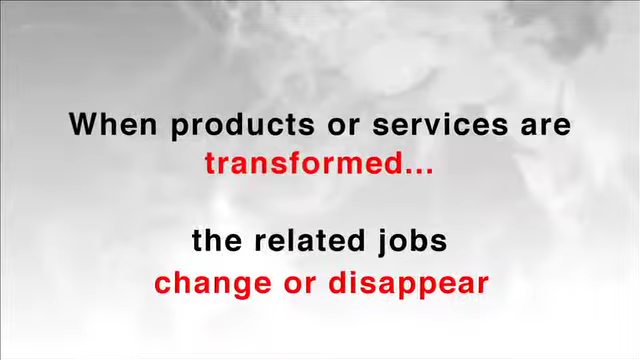 When products or services are
transformed...
the related jobs
change or disappear